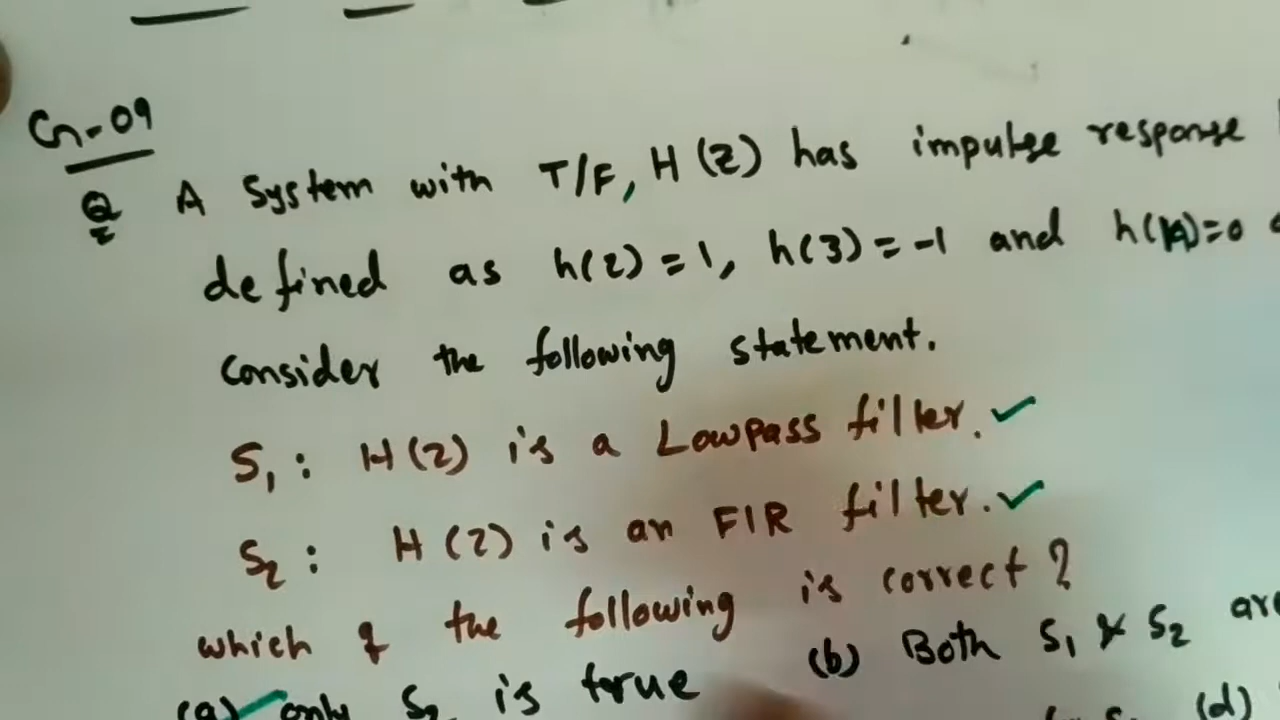 G-09
Q A System with T/F, H(z) has impulse response
defined as h(2)=1, h(3)=-1 and h(k)=0
Consider the following statement.
S₁: H(z) is a Lowpass filter.
S₂: H(z) is an FIR filter.
which of the following is correct?
(a) only S₂ is true (b) Both S₁ & S₂ are
(d)